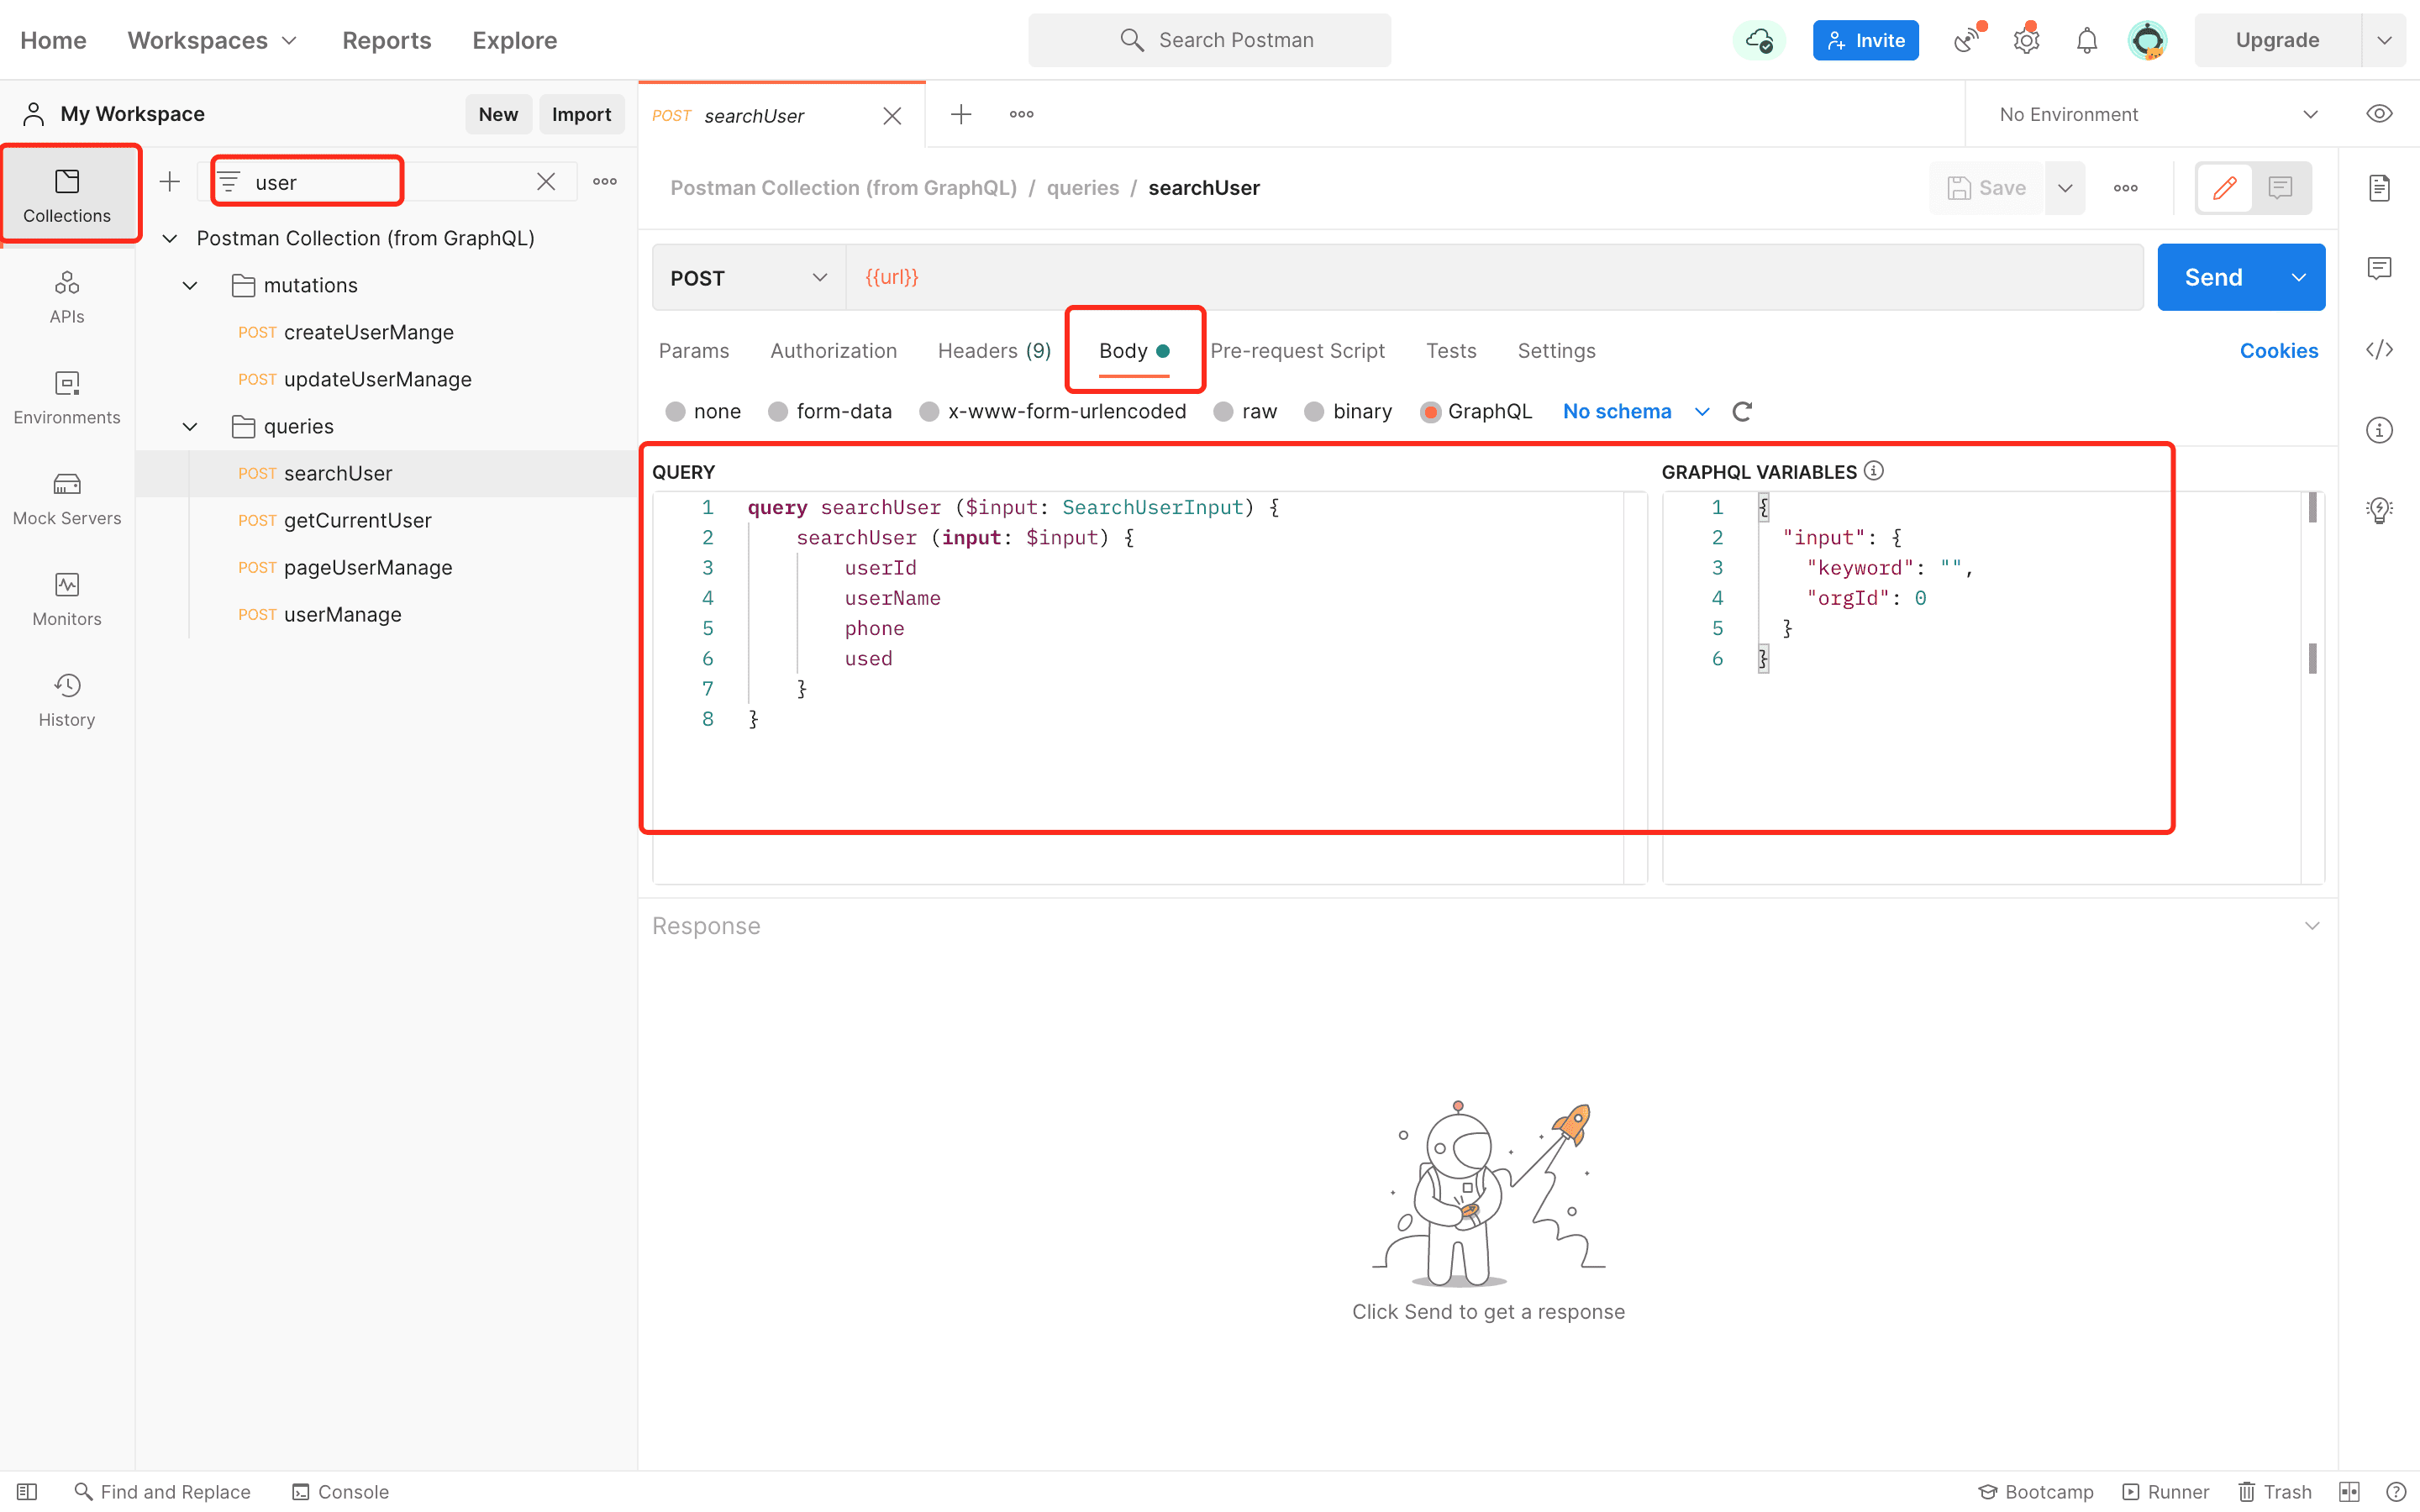 Home Workspaces Reports Explore Search Postman Invite Upgrade
My Workspace New Import POST searchUser No Environment
Collections
user
Postman Collection (from GraphQL) / queries / searchUser Save
Postman Collection (from GraphQL)
mutations
POST createUserMange
POST updateUserManage
queries
POST searchUser
POST getCurrentUser
POST pageUserManage
POST userManage
APIs
Environments
Mock Servers
Monitors
History
POST {{url}} Send
Params Authorization Headers (9) Body Pre-request Script Tests Settings Cookies
none form-data x-www-form-urlencoded raw binary GraphQL No schema
QUERY
1 query searchUser ($input: SearchUserInput) {
2 searchUser (input: $input) {
3 userId
4 userName
5 phone
6 used
7 }
8 }
GRAPHQL VARIABLES
1 {
2 "input": {
3 "keyword": "",
4 "orgId": 0
5 }
6 }
Response
Click Send to get a response
Find and Replace Console Bootcamp Runner Trash